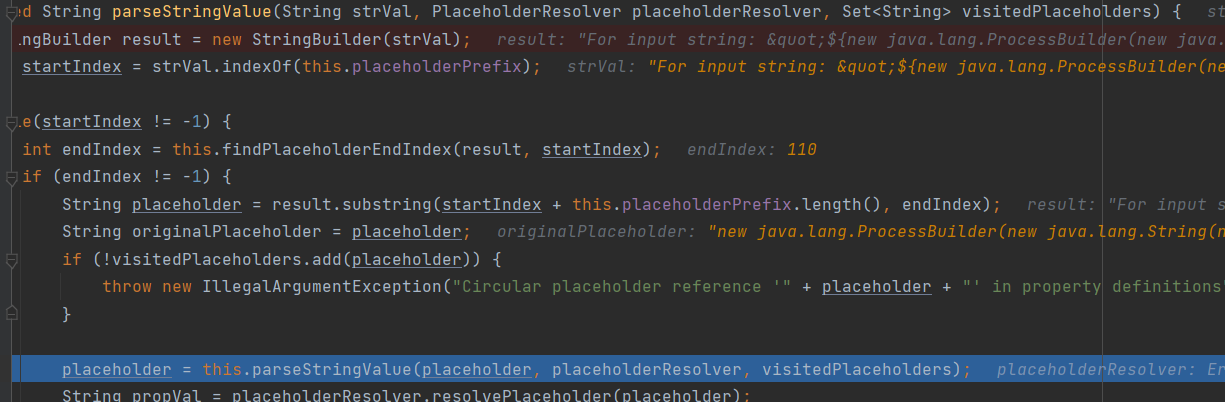 ed String parseStringValue(String strVal, PlaceholderResolver placeholderResolver, Set<String> visitedPlaceholders) { st
ingBuilder result = new StringBuilder(strVal); result: "For input string: &quot;${new java.lang.ProcessBuilder(new java.
startIndex = strVal.indexOf(this.placeholderPrefix); strVal: "For input string: &quot;${new java.lang.ProcessBuilder(ne
e(startIndex != -1) {
int endIndex = this.findPlaceholderEndIndex(result, startIndex); endIndex: 110
if (endIndex != -1) {
String placeholder = result.substring(startIndex + this.placeholderPrefix.length(), endIndex); result: "For input s
String originalPlaceholder = placeholder; originalPlaceholder: "new java.lang.ProcessBuilder(new java.lang.String(n
if (!visitedPlaceholders.add(placeholder)) {
throw new IllegalArgumentException("Circular placeholder reference '" + placeholder + "' in property definitions"
}
placeholder = this.parseStringValue(placeholder, placeholderResolver, visitedPlaceholders); placeholderResolver: Er
String propVal = placeholderResolver.resolvePlaceholder(placeholder);